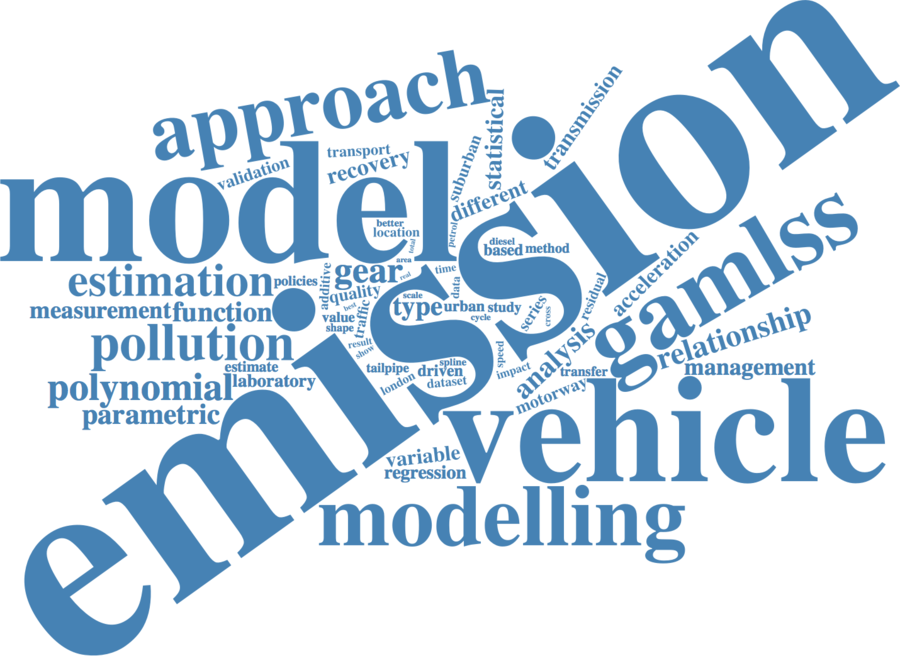 emission
approach
statistical
transmission
transport
validation
recovery
suburban
model
different
better
location
total
petrol
diesel
based
method
gamlss
area
estimation
policies
additive
gear
real
time
acceleration
residual
quality
scale
data
best
measurement
function
traffic
type
urban
study
series
cross
value
shape
cycle
pollution
result
show
speed
analysis
relationship
estimate
tailpipe
spline
driven
impact
transfer
management
polynomial
laboratory
london
dataset
motorway
parametric
vehicle
variable
regression
modelling